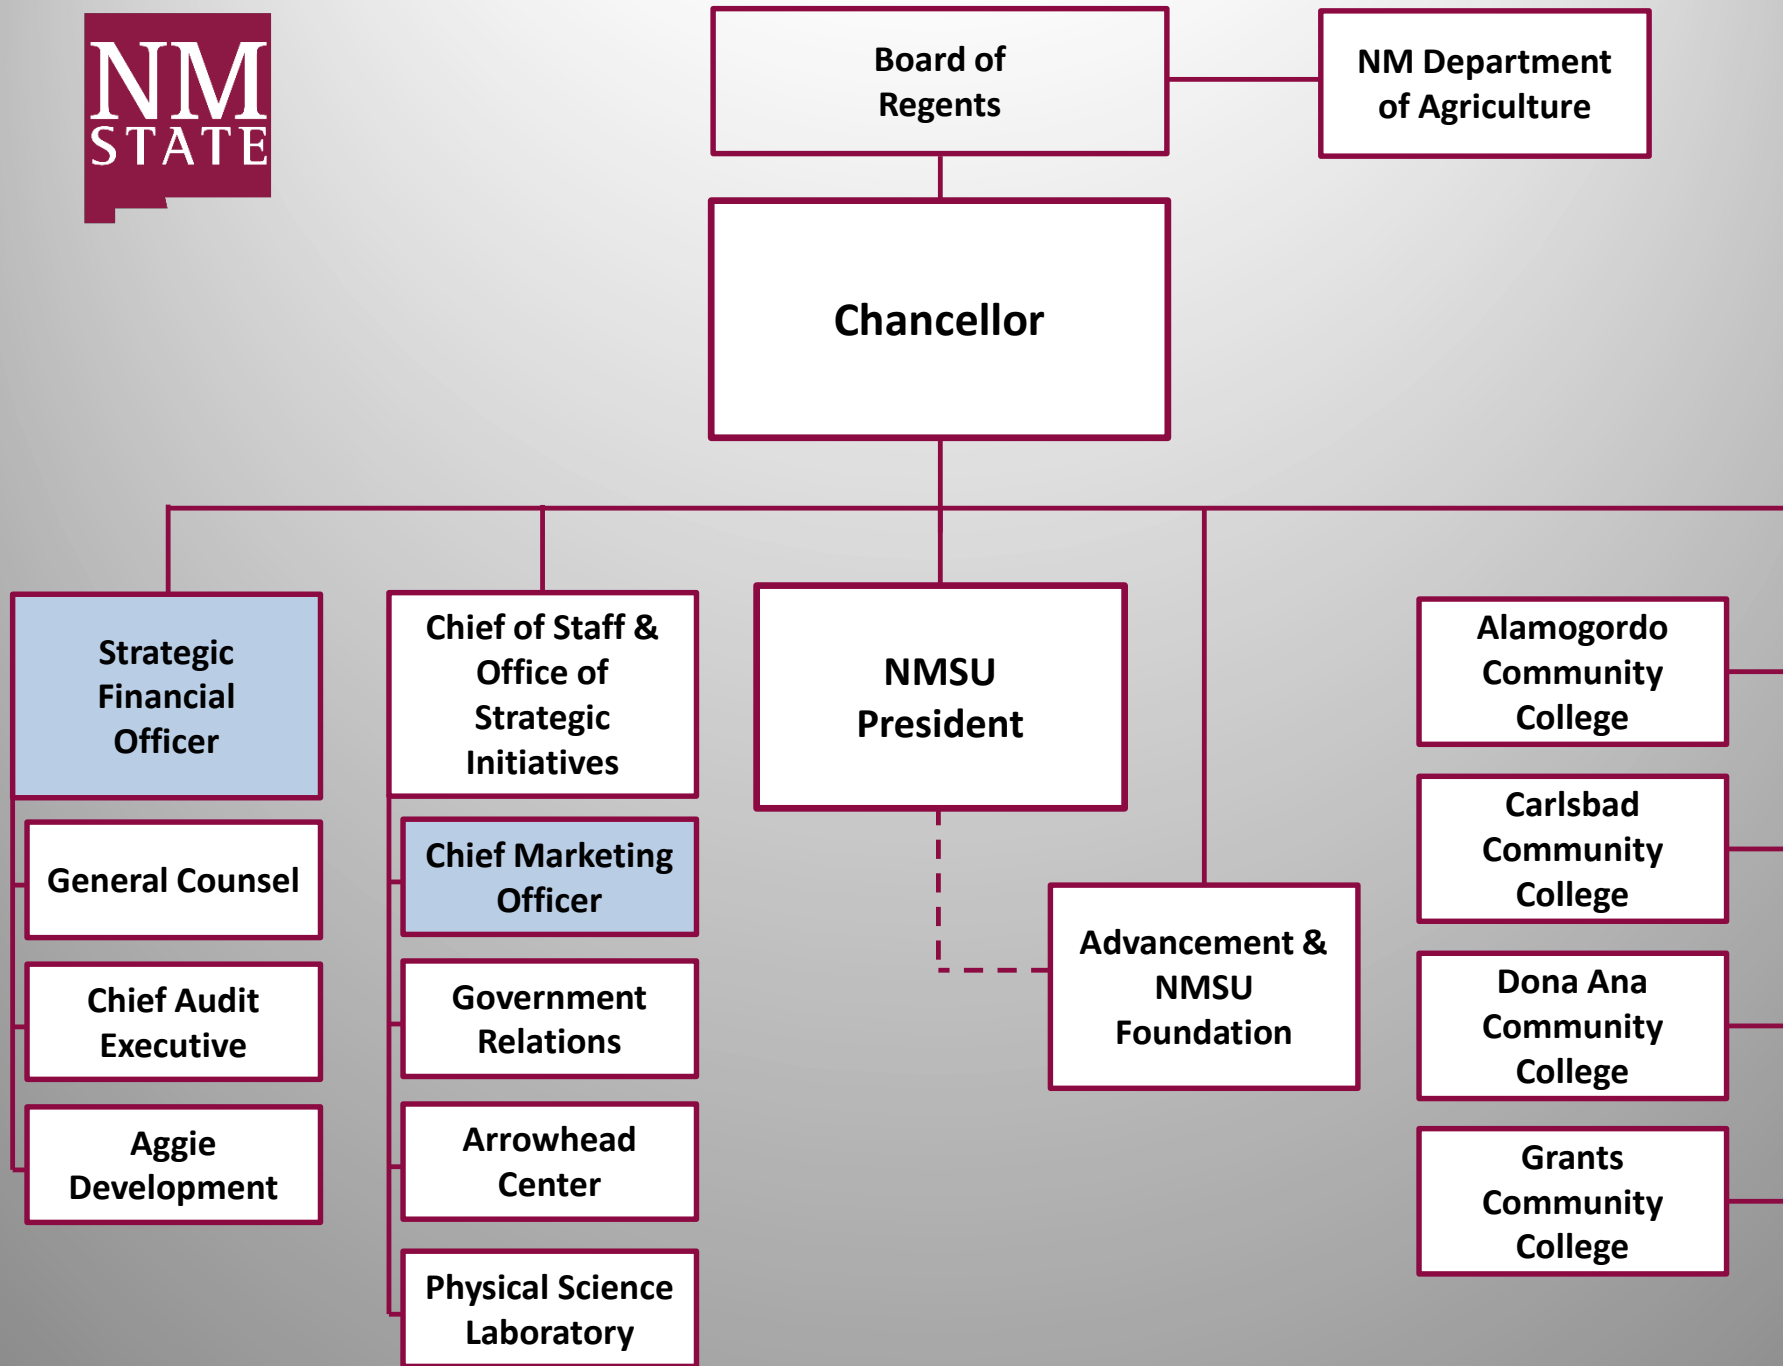 NM
STATE
Board of
Regents
NM Department
of Agriculture
Chancellor
Strategic
Financial
Officer
General Counsel
Chief Audit
Executive
Aggie
Development
Chief of Staff &
Office of
Strategic
Initiatives
Chief Marketing
Officer
Government
Relations
Arrowhead
Center
Physical Science
Laboratory
NMSU
President
Advancement &
NMSU
Foundation
Alamogordo
Community
College
Carlsbad
Community
College
Dona Ana
Community
College
Grants
Community
College